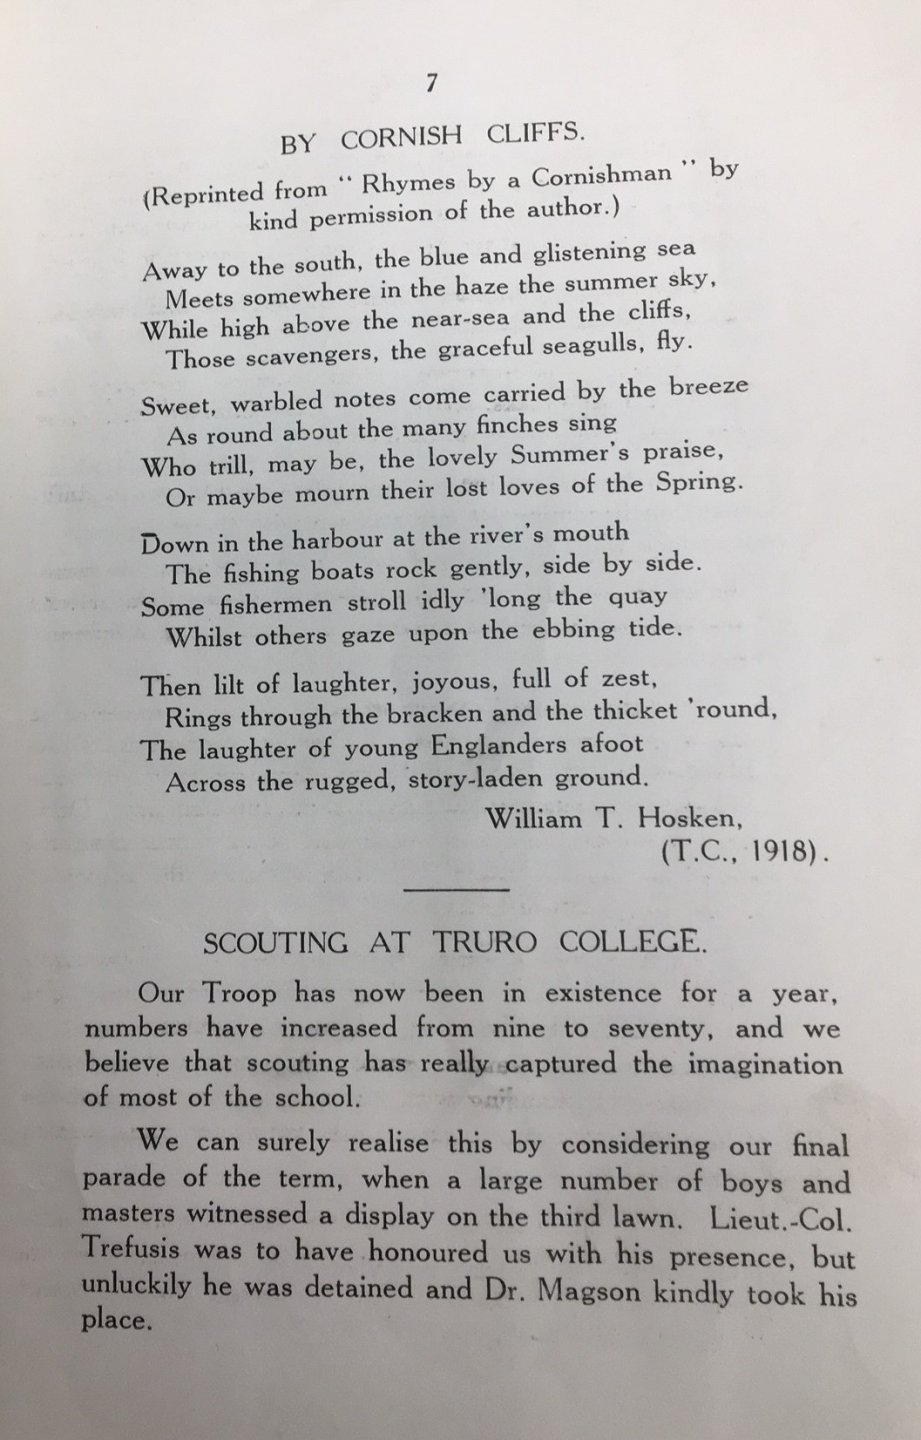 7
BY CORNISH CLIFFS.
(Reprinted from " Rhymes by a Cornishman " by
kind permission of the author.)
Away to the south, the blue and glistening sea
Meets somewhere in the haze the summer sky,
While high above the near-sea and the cliffs,
Those scavengers, the graceful seagulls, fly.
Sweet, warbled notes come carried by the breeze
As round about the many finches sing
Who trill, may be, the lovely Summer's praise,
Or maybe mourn their lost loves of the Spring.
Down in the harbour at the river's mouth
The fishing boats rock gently, side by side.
Some fishermen stroll idly 'long the quay
Whilst others gaze upon the ebbing tide.
Then lilt of laughter, joyous, full of zest,
Rings through the bracken and the thicket 'round,
The laughter of young Englanders afoot
Across the rugged, story-laden ground.
William T. Hosken,
(T.C., 1918).
SCOUTING AT TRURO COLLEGE.
Our Troop has now been in existence for a year,
numbers have increased from nine to seventy, and we
believe that scouting has really captured the imagination
of most of the school.
We can surely realise this by considering our final
parade of the term, when a large number of boys and
masters witnessed a display on the third lawn. Lieut.-Col.
Trefusis was to have honoured us with his presence, but
unluckily he was detained and Dr. Magson kindly took his
place.